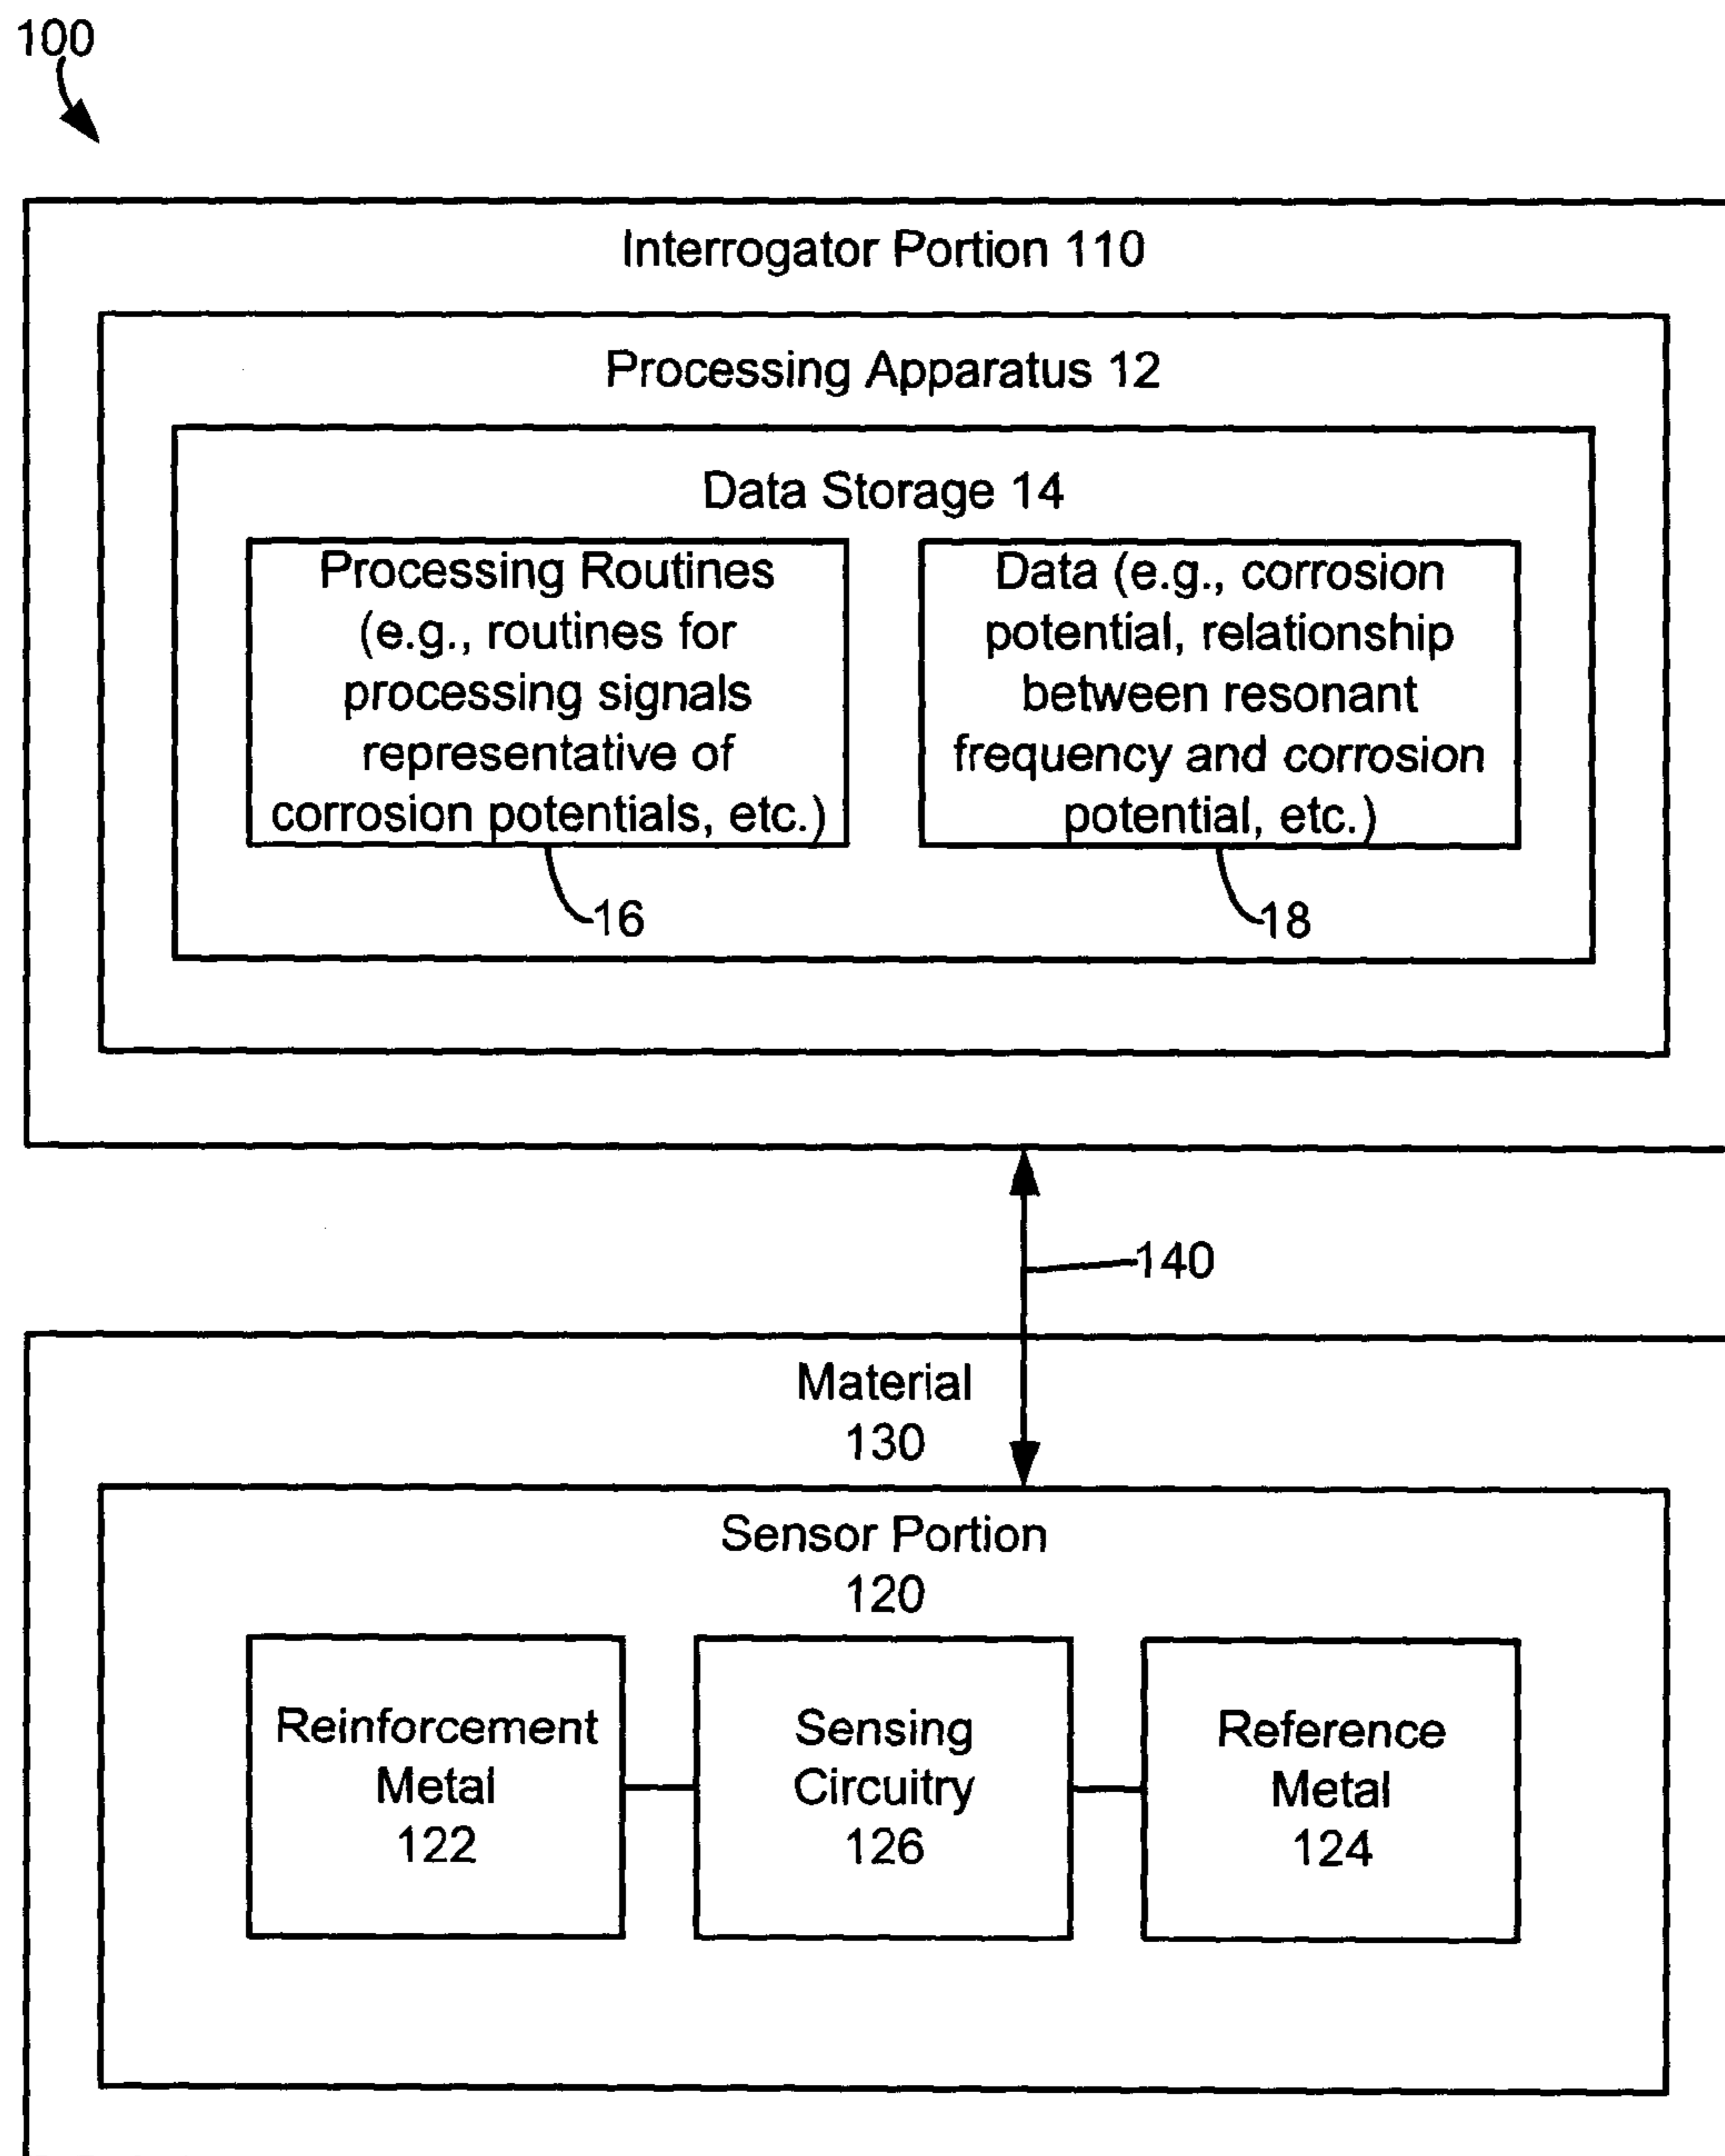 100
Interrogator Portion 110
Processing Apparatus 12
Data Storage 14
Processing Routines
(e.g., routines for
processing signals
representative of
corrosion potentials, etc.)
Data (e.g., corrosion
potential, relationship
between resonant
frequency and corrosion
potential, etc.)
16
18
140
Material
130
Sensor Portion
120
Reinforcement
Metal
122
Sensing
Circuitry
126
Reference
Metal
124